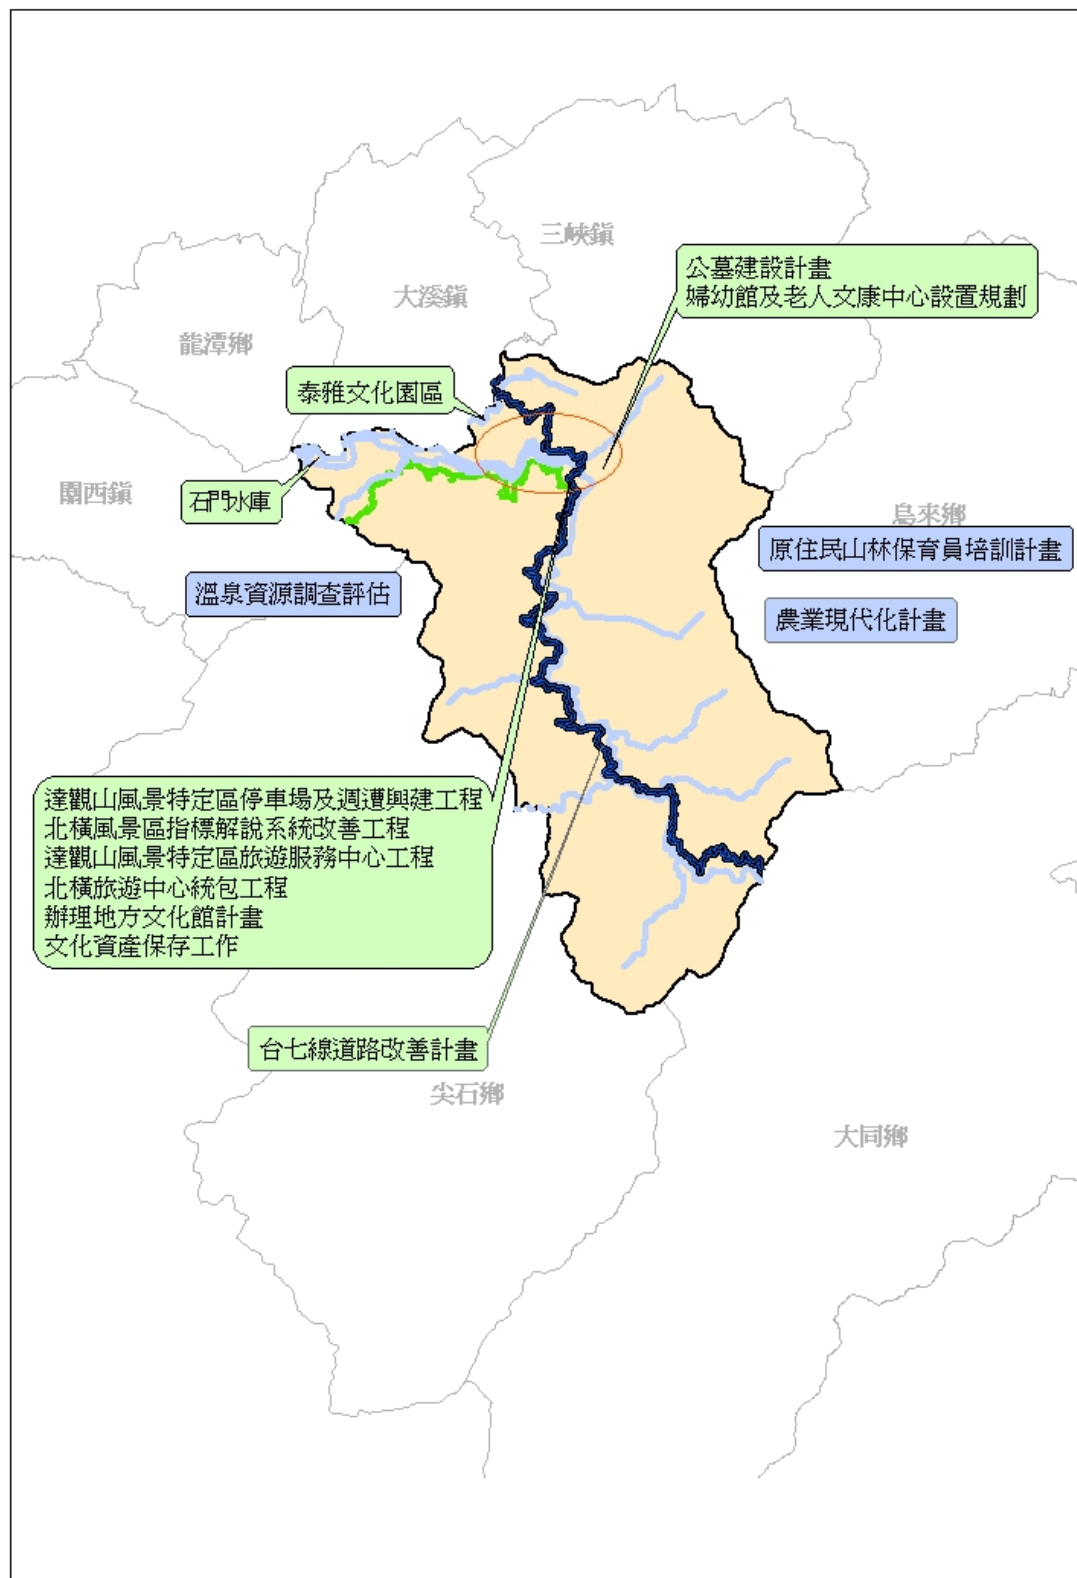 三峽鎮
公墓建設計畫
婦幼館及老人文康中心設置規劃
大溪鎮
龍潭鄉
泰雅文化園區
關西鎮
石門水庫
烏來鄉
原住民山林保育員培訓計畫
溫泉資源調查評估
農業現代化計畫
達觀山風景特定區停車場及週遭興建工程
北橫風景區指標解說系統改善工程
達觀山風景特定區旅遊服務中心工程
北橫旅遊中心統包工程
辦理地方文化館計畫
文化資產保存工作
台七線道路改善計畫
尖石鄉
大同鄉